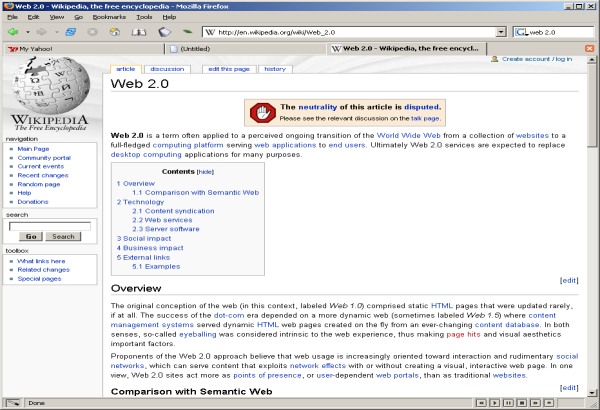 Web 2.0 - Wikipedia, the free encyclopedia - Mozilla Firefox
File Edit View Go Bookmarks Tools Help
http://en.wikipedia.org/wiki/Web_2.0
web 2.0
My Yahoo!
(Untitled)
Web 2.0 - Wikipedia, the free encycl...
Create account / log in
article discussion edit this page history
WIKIPEDIA
The Free Encyclopedia
navigation
Main Page
Community portal
Current events
Recent changes
Random page
Help
Donations
search
Go Search
toolbox
What links here
Related changes
Special pages
Web 2.0
The neutrality of this article is disputed.
Please see the relevant discussion on the talk page.
Web 2.0 is a term often applied to a perceived ongoing transition of the World Wide Web from a collection of websites to a
full-fledged computing platform serving web applications to end users. Ultimately Web 2.0 services are expected to replace
desktop computing applications for many purposes.
Contents [hide]
1 Overview
1.1 Comparison with Semantic Web
2 Technology
2.1 Content syndication
2.2 Web services
2.3 Server software
3 Social impact
4 Business impact
5 External links
5.1 Examples
[edit]
Overview
The original conception of the web (in this context, labeled Web 1.0) comprised static HTML pages that were updated rarely,
if at all. The success of the dot-com era depended on a more dynamic web (sometimes labeled Web 1.5) where content
management systems served dynamic HTML web pages created on the fly from an ever-changing content database. In both
senses, so-called eyeballing was considered intrinsic to the web experience, thus making page hits and visual aesthetics
important factors.
Proponents of the Web 2.0 approach believe that web usage is increasingly oriented toward interaction and rudimentary social
networks, which can serve content that exploits network effects with or without creating a visual, interactive web page. In one
view, Web 2.0 sites act more as points of presence, or user-dependent web portals, than as traditional websites.
[edit]
Comparison with Semantic Web
Done